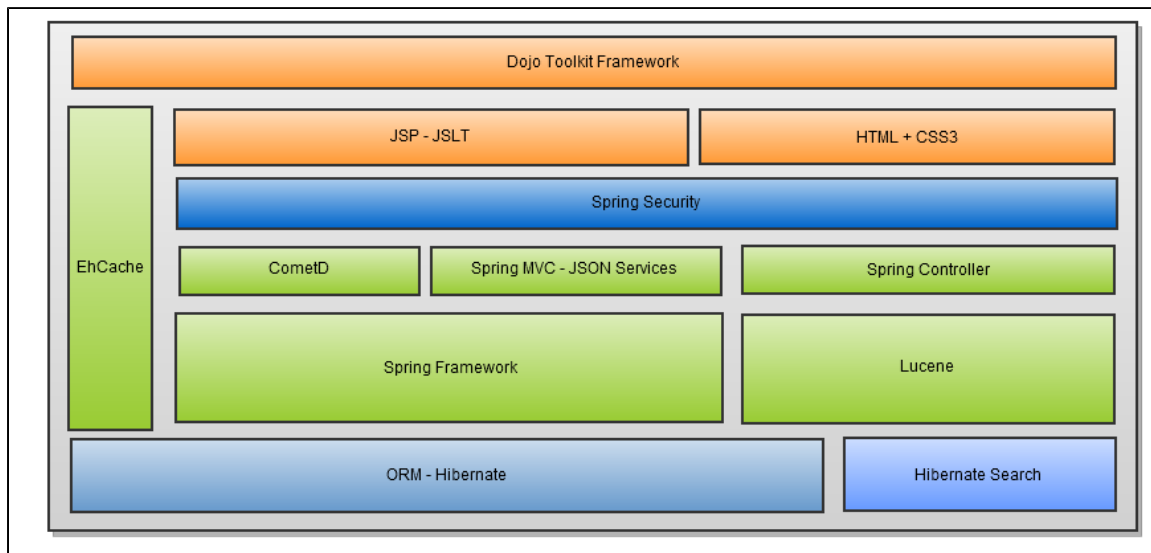 Dojo Toolkit Framework
JSP - JSLT
HTML + CSS3
Spring Security
EhCache
CometD
Spring MVC - JSON Services
Spring Controller
Spring Framework
Lucene
ORM - Hibernate
Hibernate Search